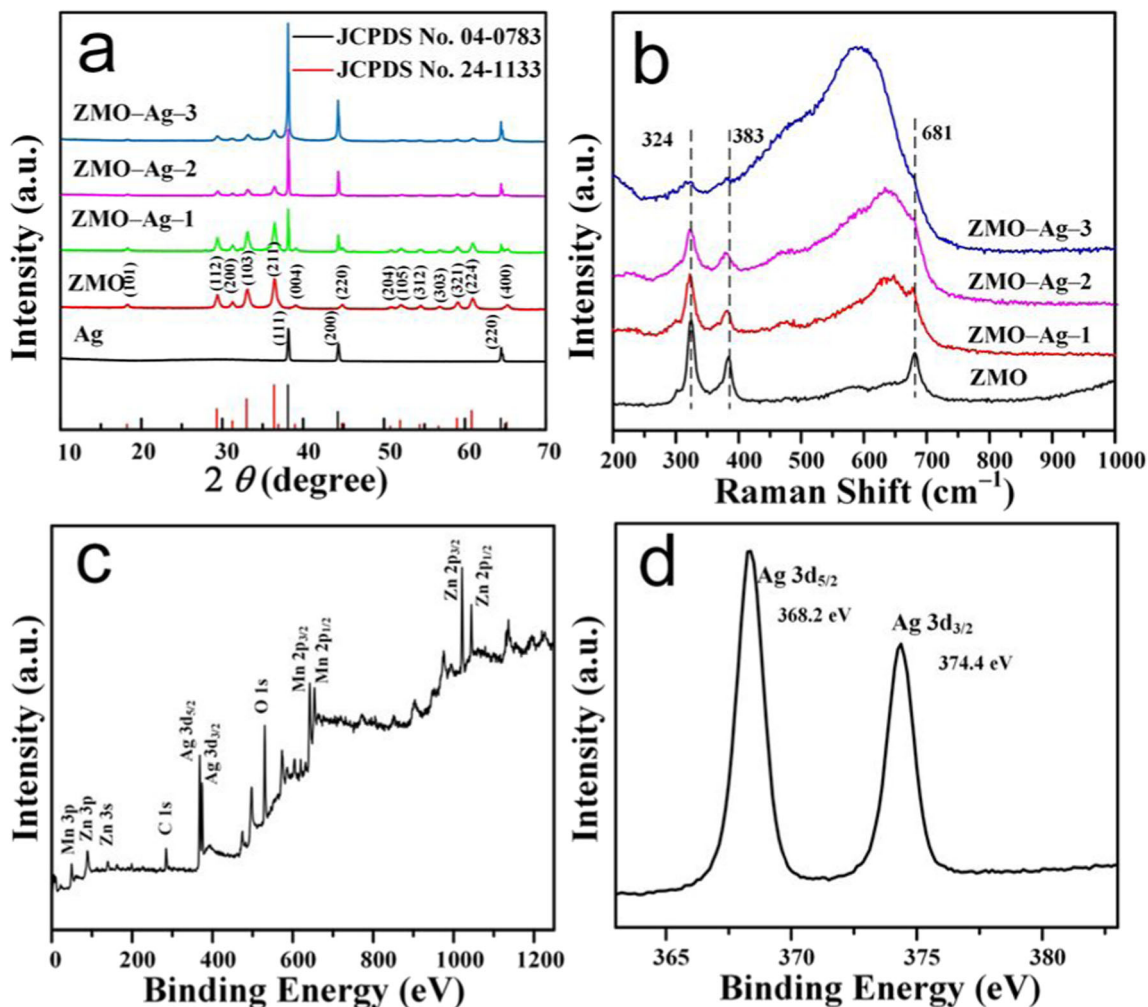 a
JCPDS No. 04-0783
JCPDS No. 24-1133
ZMO–Ag–3
ZMO–Ag–2
ZMO–Ag–1
ZMO
Ag
(101)
(112)
(200)
(103)
(211)
(004)
(220)
(204)
(105)
(312)
(303)
(321)
(224)
(400)
(111)
(200)
(220)
Intensity (a.u.)
10 20 30 40 50 60 70
2 θ (degree)
b
324
383
681
ZMO–Ag–3
ZMO–Ag–2
ZMO–Ag–1
ZMO
Intensity (a.u.)
200 300 400 500 600 700 800 900 1000
Raman Shift (cm⁻¹)
c
Mn 3p
Zn 3p
Zn 3s
C 1s
Ag 3d5/2
Ag 3d3/2
O 1s
Mn 2p3/2
Mn 2p1/2
Zn 2p3/2
Zn 2p1/2
Intensity (a.u.)
0 200 400 600 800 1000 1200
Binding Energy (eV)
d
Ag 3d5/2
368.2 eV
Ag 3d3/2
374.4 eV
Intensity (a.u.)
365 370 375 380
Binding Energy (eV)